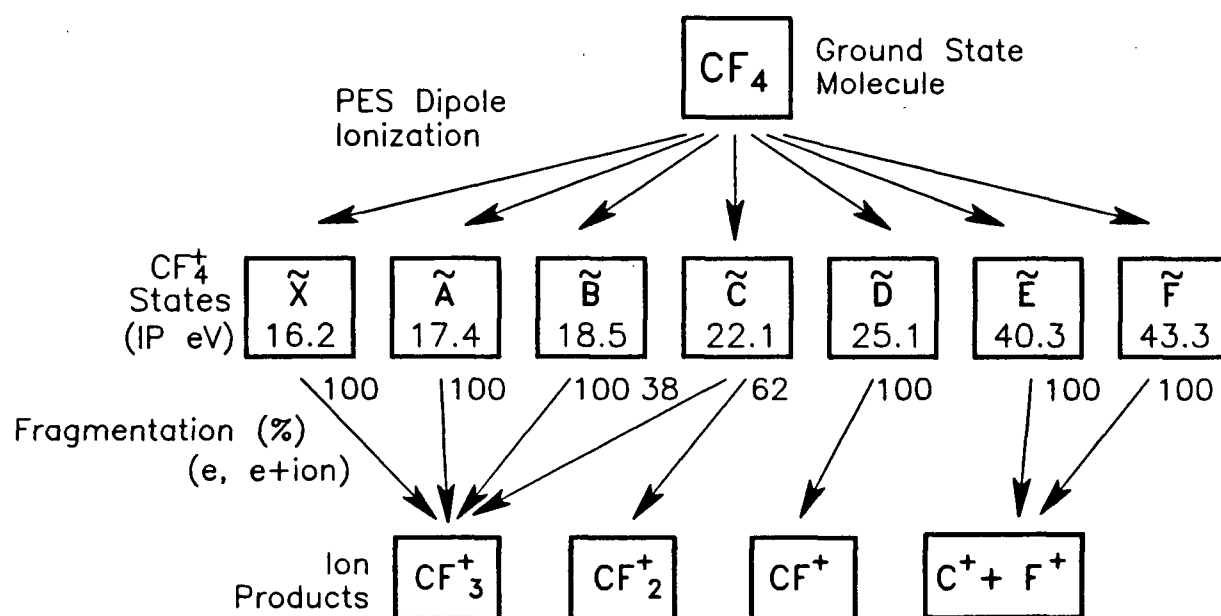 CF₄
Ground State
Molecule
PES Dipole
Ionization
CF₄⁺
States
(IP eV)
X̃
16.2
Ã
17.4
B̃
18.5
C̃
22.1
D̃
25.1
Ẽ
40.3
F̃
43.3
100
100
100
38
62
100
100
100
Fragmentation (%)
(e, e+ion)
Ion
Products
CF₃⁺
CF₂⁺
CF⁺
C⁺ + F⁺